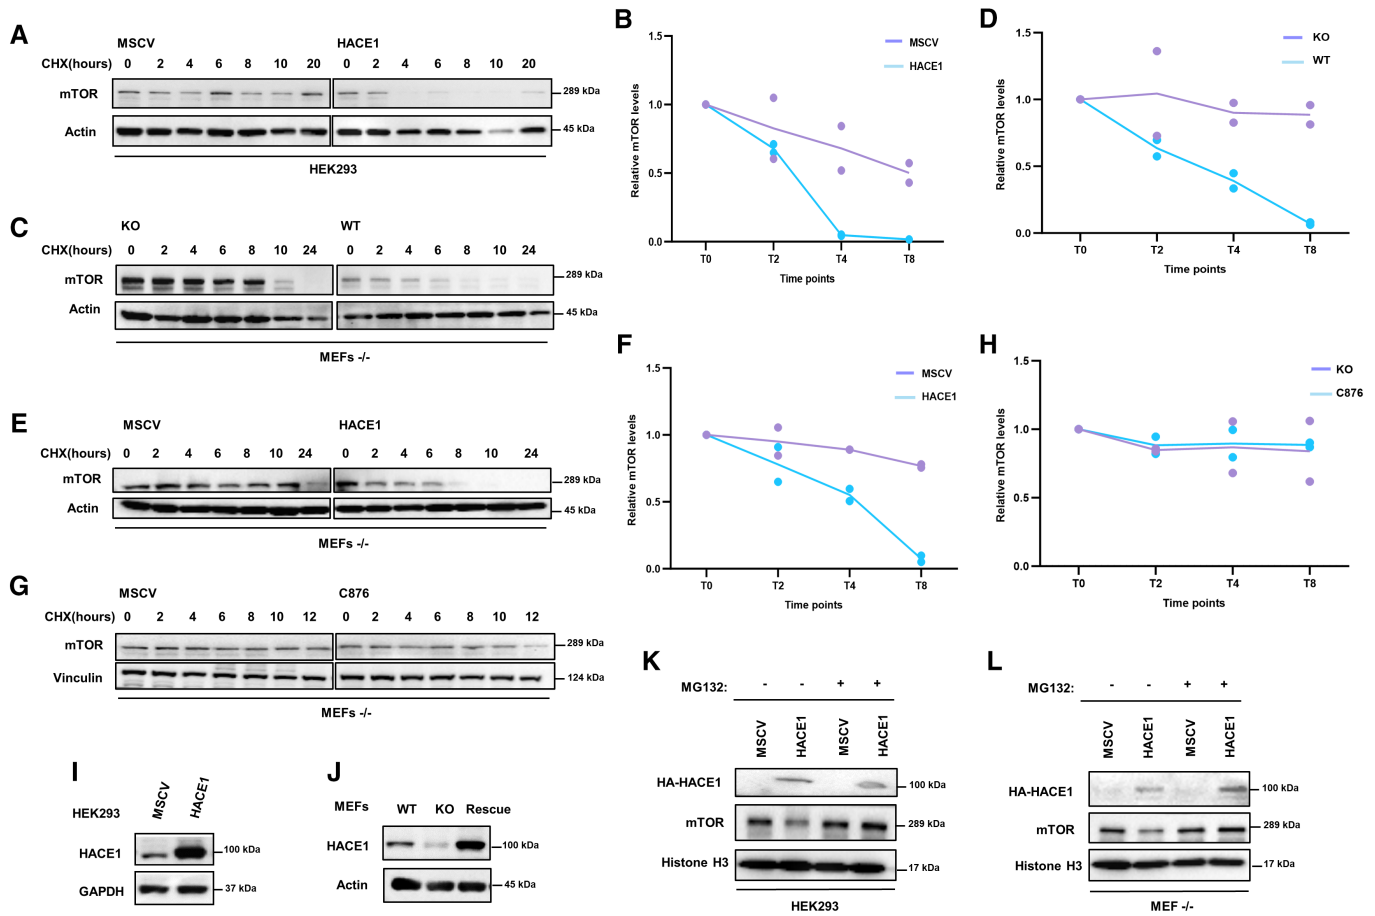 A
MSCV HACE1
CHX(hours) 0 2 4 6 8 10 20 0 2 4 6 8 10 20
mTOR 289 kDa
Actin 45 kDa
HEK293
B
1.5
1.0
0.5
0.0
Relative mTOR levels
MSCV
HACE1
T0 T2 T4 T8
Time points
D
1.5
1.0
0.5
0.0
Relative mTOR levels
KO
WT
T0 T2 T4 T8
Time points
C
KO WT
CHX(hours) 0 2 4 6 8 10 24 0 2 4 6 8 10 24
mTOR 289 kDa
Actin 45 kDa
MEFs -/-
E
MSCV HACE1
CHX(hours) 0 2 4 6 8 10 24 0 2 4 6 8 10 24
mTOR 289 kDa
Actin 45 kDa
MEFs -/-
F
1.5
1.0
0.5
0.0
Relative mTOR levels
MSCV
HACE1
T0 T2 T4 T8
Time points
H
1.5
1.0
0.5
0.0
Relative mTOR levels
KO
C876
T0 T2 T4 T8
Time points
G
MSCV C876
CHX(hours) 0 2 4 6 8 10 12 0 2 4 6 8 10 12
mTOR 289 kDa
Vinculin 124 kDa
MEFs -/-
I
HEK293 MSCV HACE1
HACE1 100 kDa
GAPDH 37 kDa
J
MEFs WT KO Rescue
HACE1 100 kDa
Actin 45 kDa
K
MG132: - - + +
MSCV HACE1 MSCV HACE1
HA-HACE1 100 kDa
mTOR 289 kDa
Histone H3 17 kDa
HEK293
L
MG132: - - + +
MSCV HACE1 MSCV HACE1
HA-HACE1 100 kDa
mTOR 289 kDa
Histone H3 17 kDa
MEF -/-